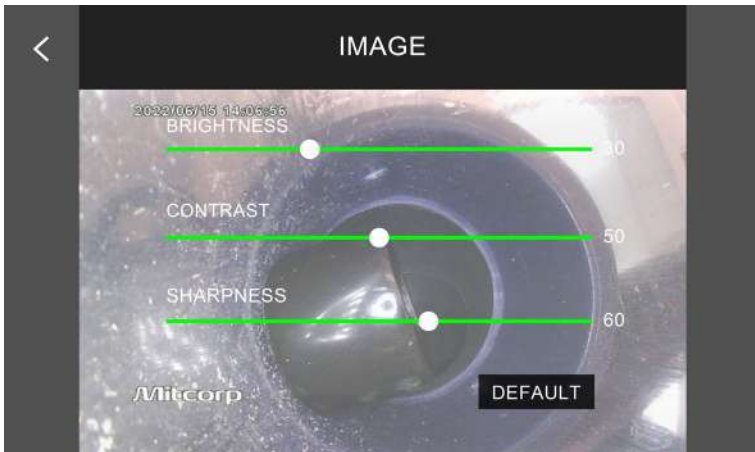 IMAGE
2022/06/15 14:06:56
BRIGHTNESS
30
CONTRAST
50
SHARPNESS
60
Mitcorp
DEFAULT